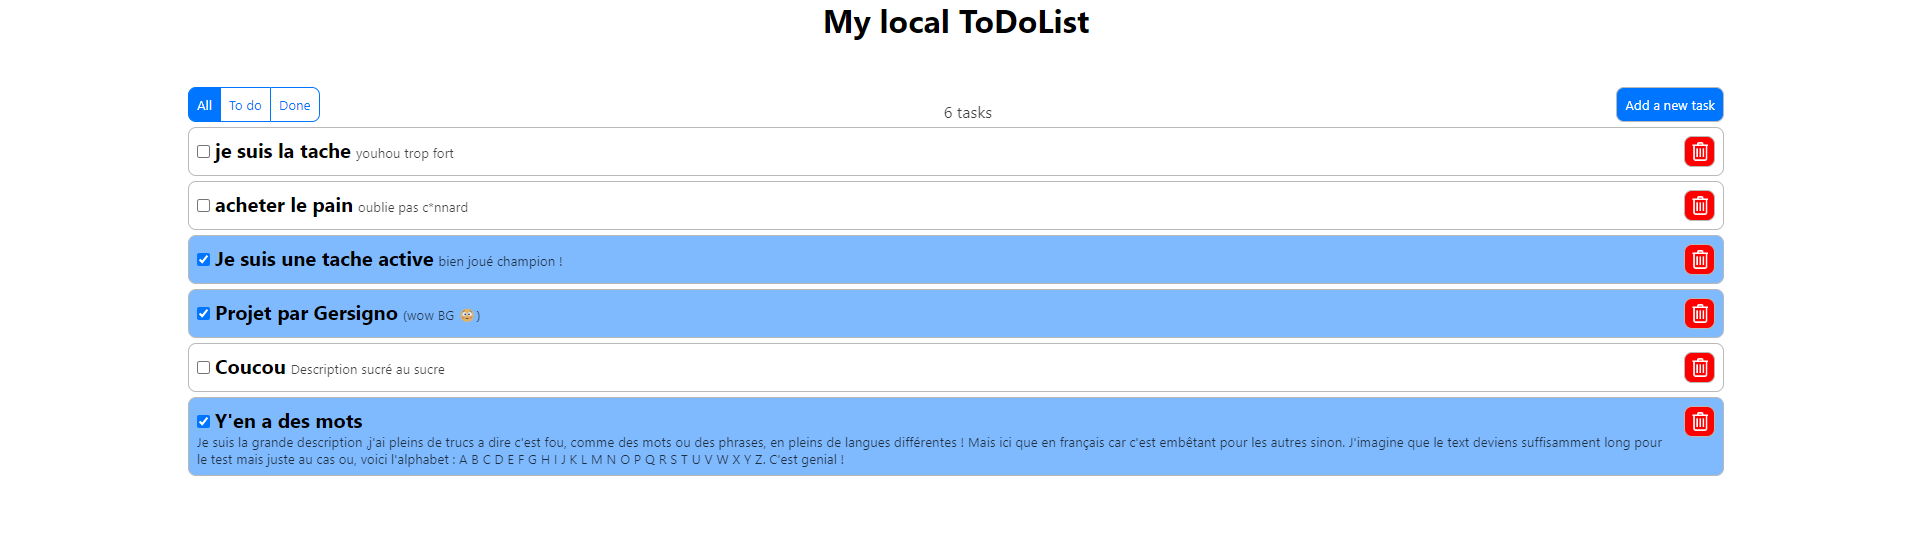 My local ToDoList
All To do Done
6 tasks
Add a new task
je suis la tache youhou trop fort
acheter le pain oublie pas c*nnard
Je suis une tache active bien joué champion !
Projet par Gersigno (wow BG 🙄)
Coucou Description sucré au sucre
Y'en a des mots
Je suis la grande description ,j'ai pleins de trucs a dire c'est fou, comme des mots ou des phrases, en pleins de langues différentes ! Mais ici que en français car c'est embêtant pour les autres sinon. J'imagine que le text deviens suffisamment long pour
le test mais juste au cas ou, voici l'alphabet : A B C D E F G H I J K L M N O P Q R S T U V W X Y Z. C'est genial !